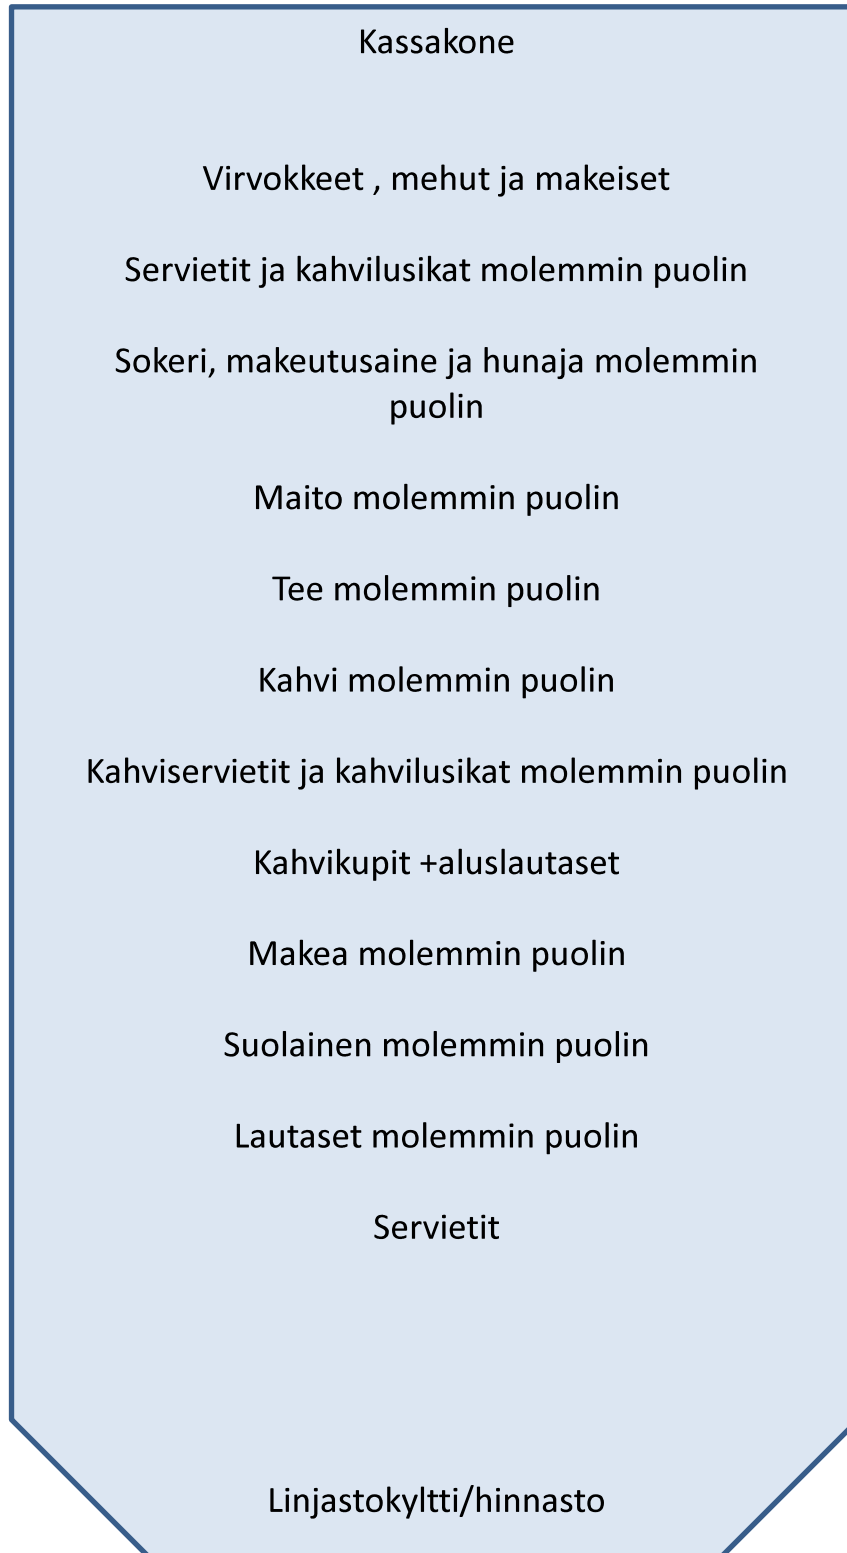 Kassakone
Virvokkeet , mehut ja makeiset
Servietit ja kahvilusikat molemmin puolin
Sokeri, makeutusaine ja hunaja molemmin
puolin
Maito molemmin puolin
Tee molemmin puolin
Kahvi molemmin puolin
Kahviservietit ja kahvilusikat molemmin puolin
Kahvikupit +aluslautaset
Makea molemmin puolin
Suolainen molemmin puolin
Lautaset molemmin puolin
Servietit
Linjastokyltti/hinnasto